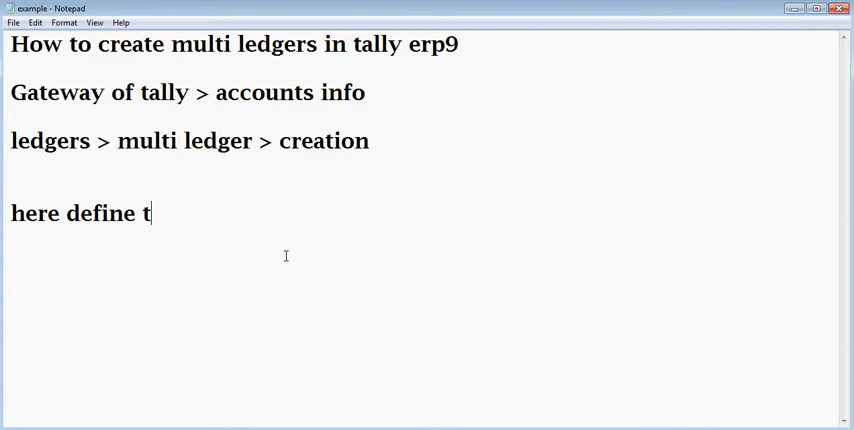 example - Notepad
File Edit Format View Help
How to create multi ledgers in tally erp9
Gateway of tally > accounts info
ledgers > multi ledger > creation
here define t